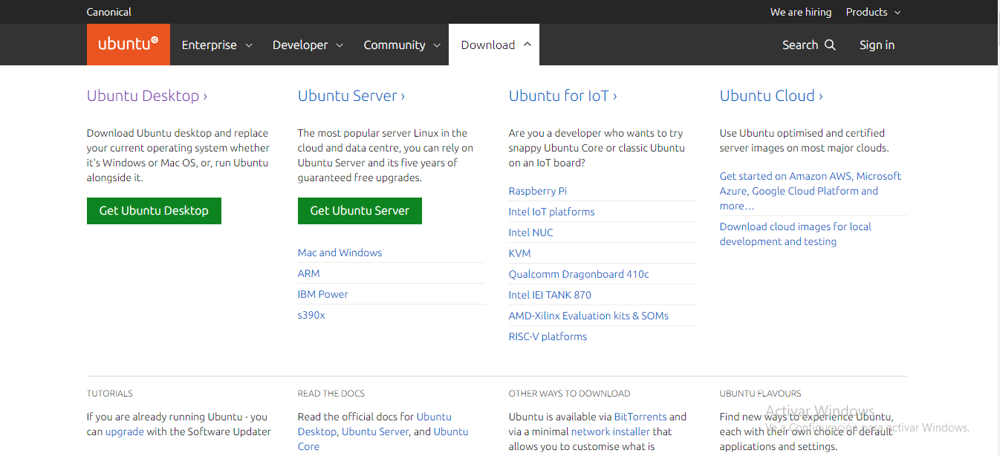 Canonical
We are hiring
Products
ubuntu
Enterprise
Developer
Community
Download
Search
Sign in
Ubuntu Desktop ›
Download Ubuntu desktop and replace
your current operating system whether
it's Windows or Mac OS, or, run Ubuntu
alongside it.
Get Ubuntu Desktop
Ubuntu Server ›
The most popular server Linux in the
cloud and data centre, you can rely on
Ubuntu Server and its five years of
guaranteed free upgrades.
Get Ubuntu Server
Mac and Windows
ARM
IBM Power
s390x
Ubuntu for IoT ›
Are you a developer who wants to try
snappy Ubuntu Core or classic Ubuntu
on an IoT board?
Raspberry Pi
Intel IoT platforms
Intel NUC
KVM
Qualcomm Dragonboard 410c
Intel IEI TANK 870
AMD-Xilinx Evaluation kits & SOMs
RISC-V platforms
Ubuntu Cloud ›
Use Ubuntu optimised and certified
server images on most major clouds.
Get started on Amazon AWS, Microsoft
Azure, Google Cloud Platform and
more…
Download cloud images for local
development and testing
TUTORIALS
If you are already running Ubuntu - you
can upgrade with the Software Updater
READ THE DOCS
Read the official docs for Ubuntu
Desktop, Ubuntu Server, and Ubuntu
Core
OTHER WAYS TO DOWNLOAD
Ubuntu is available via BitTorrents and
via a minimal network installer that
allows you to customise what is
UBUNTU FLAVOURS
Find new ways to experience Ubuntu,
each with their own choice of default
applications and settings.
Activar Windows
Ve a Configuración para activar Windows.